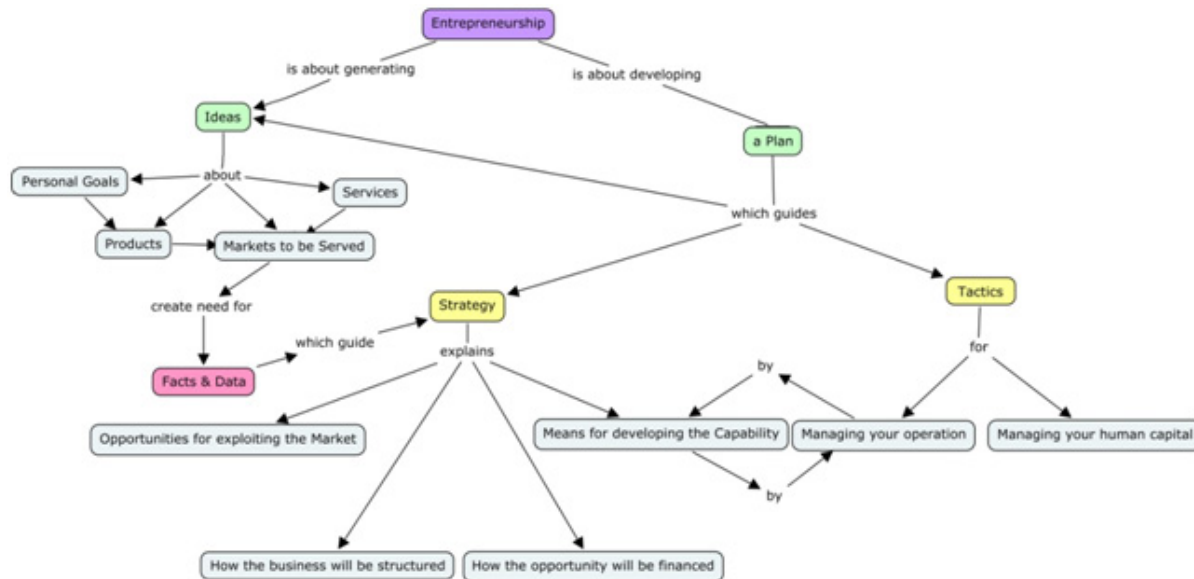 Entrepreneurship
is about generating
is about developing
Ideas
a Plan
Personal Goals
about
Services
which guides
Products
Markets to be Served
create need for
Strategy
Tactics
which guide
explains
for
by
Facts & Data
Opportunities for exploiting the Market
Means for developing the Capability
Managing your operation
Managing your human capital
by
How the business will be structured
How the opportunity will be financed